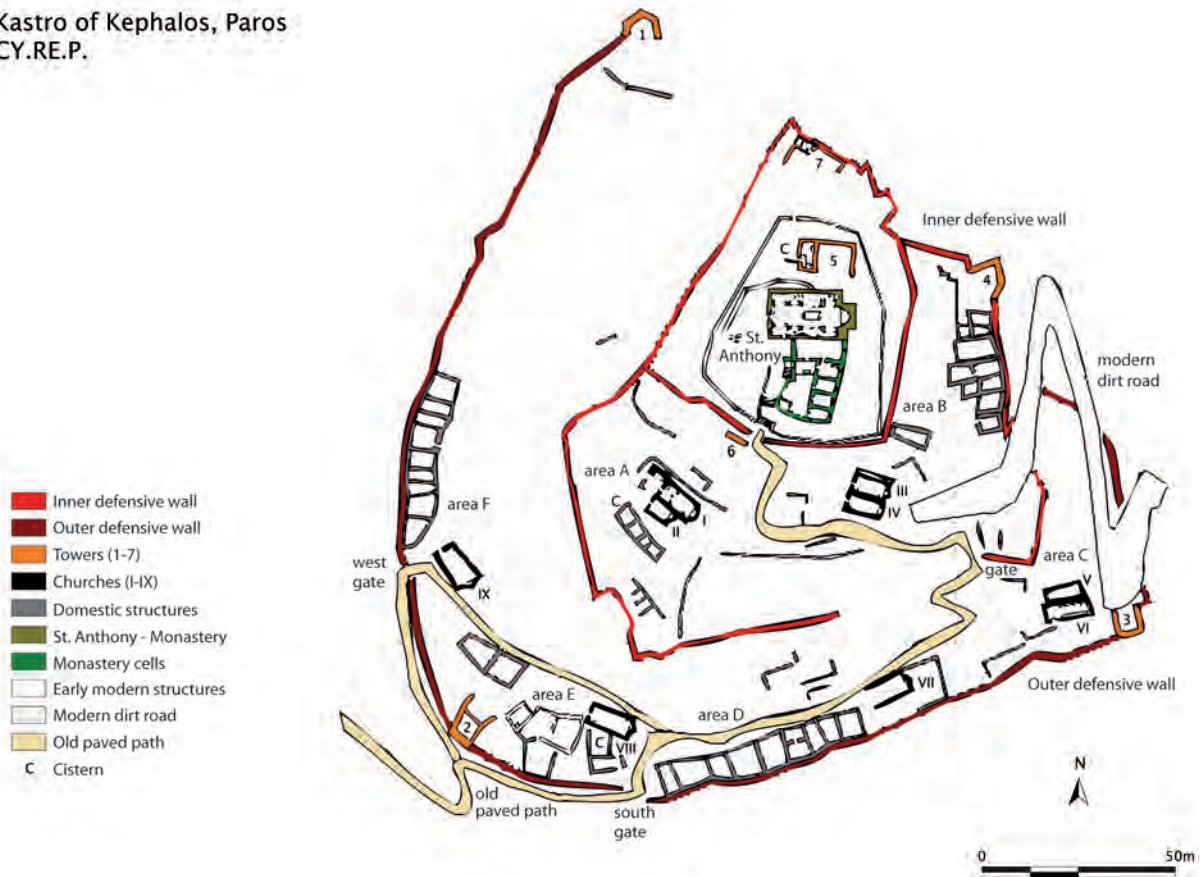 Kastro of Kephalos, Paros
CY.RE.P.
1
7
Inner defensive wall
C
5
4
St.
Anthony
modern
dirt road
area B
6
area A
C
I
II
III
IV
area F
Inner defensive wall
Outer defensive wall
Towers (1-7)
Churches (I-IX)
Domestic structures
St. Anthony - Monastery
Monastery cells
Early modern structures
Modern dirt road
Old paved path
C Cistern
west
gate
IX
gate
area C
V
VI
3
VII
Outer defensive wall
area E
area D
2
C
VIII
old
paved path
south
gate
N
0 50m